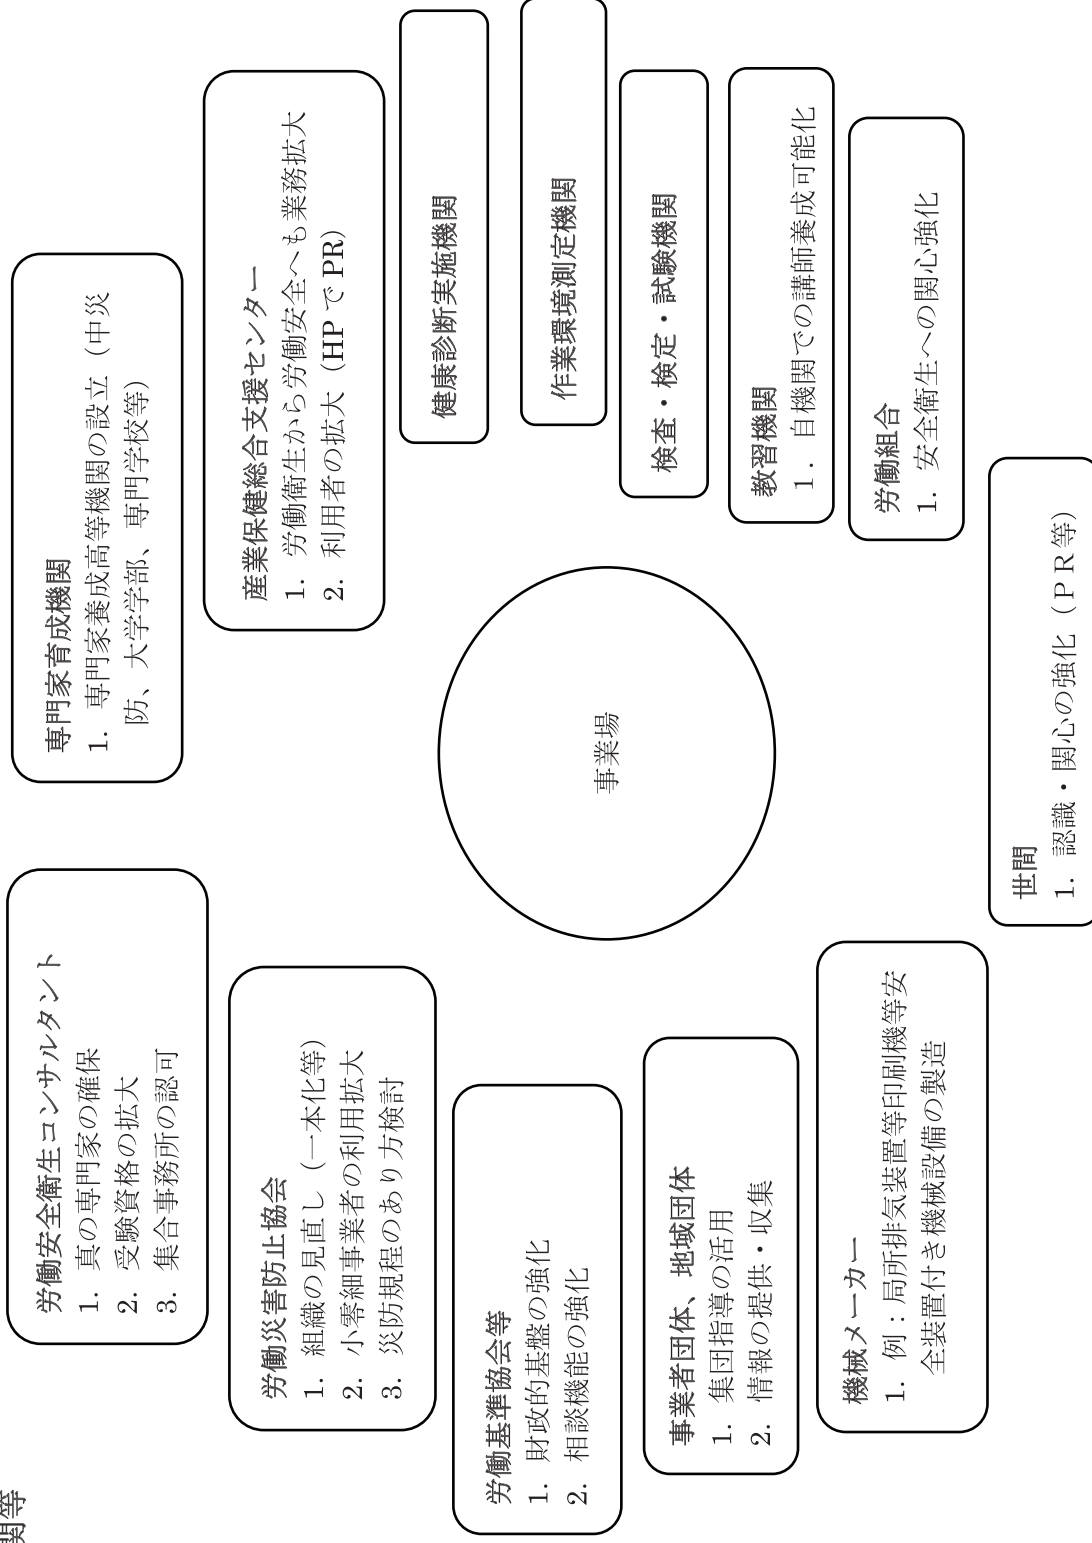 関等
労働安全衛生コンサルタント
1. 真の専門家の確保
2. 受験資格の拡大
3. 集合事務所の認可
専門家育成機関
1. 専門家養成高等機関の設立（中災
防、大学学部、専門学校等）
労働災害防止協会
1. 組織の見直し（一本化等）
2. 小零細事業者の利用拡大
3. 災防規程のあり方検討
産業保健総合支援センター
1. 労働衛生から労働安全へも業務拡大
2. 利用者の拡大（HP で PR）
労働基準協会等
1. 財政的基盤の強化
2. 相談機能の強化
健康診断実施機関
作業環境測定機関
事業場
事業者団体、地域団体
1. 集団指導の活用
2. 情報の提供・収集
検査・検定・試験機関
教習機関
１．自機関での講師養成可能化
機械メーカー
1. 例：局所排気装置等印刷機等安
全装置付き機械設備の製造
労働組合
1. 安全衛生への関心強化
世間
1. 認識・関心の強化（ＰＲ等）